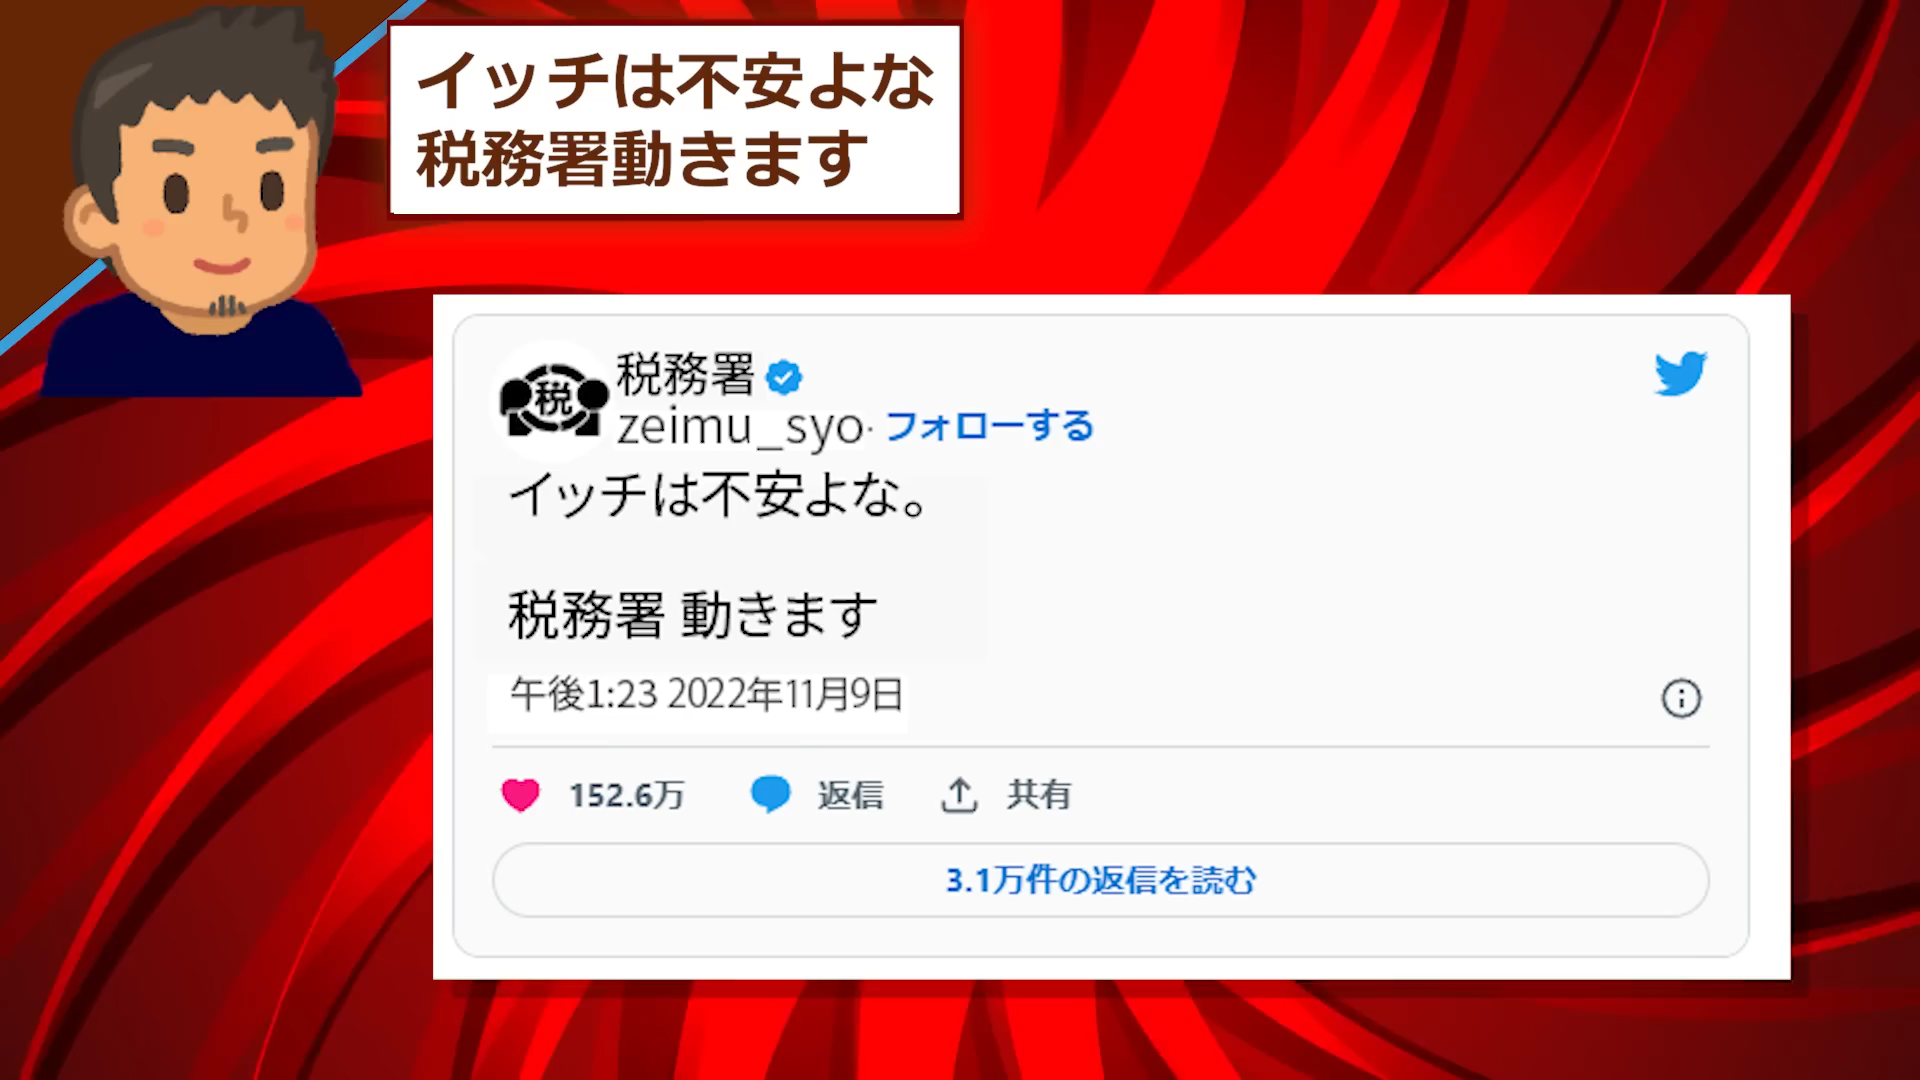 イッチは不安よな
税務署動きます
税
税務署
zeimu_syo· フォローする
イッチは不安よな。
税務署 動きます
午後1:23 2022年11月9日
152.6万 返信 共有
3.1万件の返信を読む